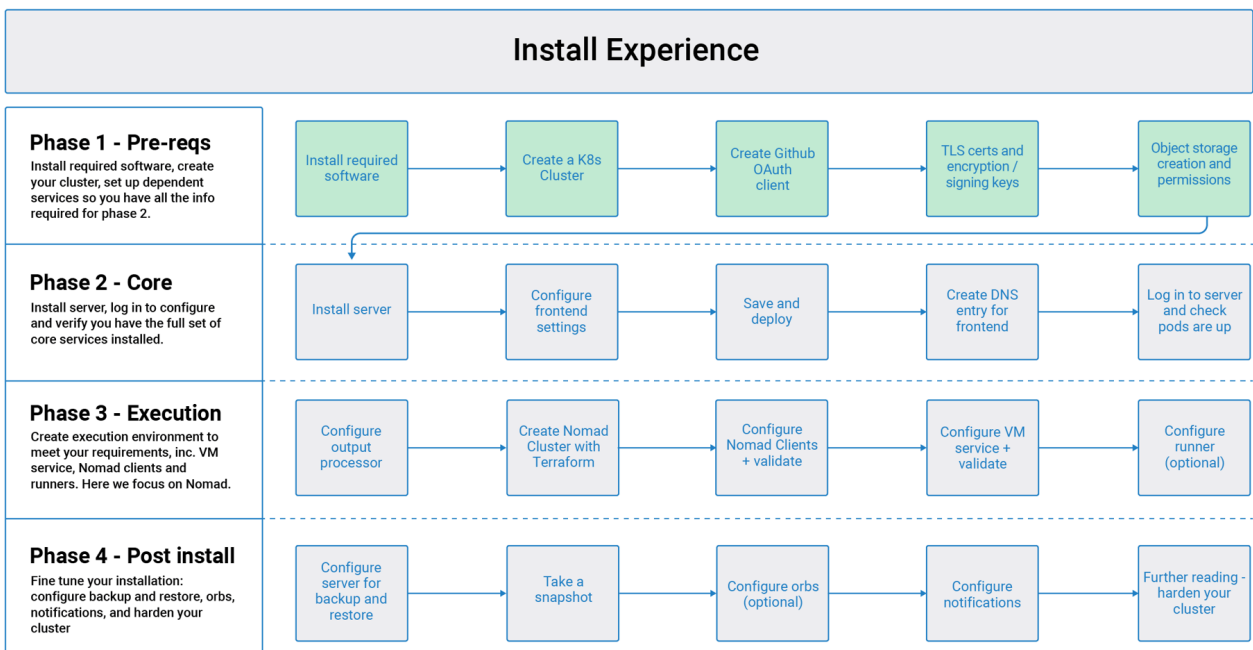 Install Experience
Phase 1 - Pre-reqs
Install required software, create
your cluster, set up dependent
services so you have all the info
required for phase 2.
Install required
software
Create a K8s
Cluster
Create Github
OAuth
client
TLS certs and
encryption /
signing keys
Object storage
creation and
permissions
Phase 2 - Core
Install server, log in to configure
and verify you have the full set of
core services installed.
Install server
Configure
frontend
settings
Save and
deploy
Create DNS
entry for
frontend
Log in to server
and check
pods are up
Phase 3 - Execution
Create execution environment to
meet your requirements, inc. VM
service, Nomad clients and
runners. Here we focus on Nomad.
Configure
output
processor
Create Nomad
Cluster with
Terraform
Configure
Nomad Clients
+ validate
Configure VM
service +
validate
Configure
runner
(optional)
Phase 4 - Post install
Fine tune your installation:
configure backup and restore, orbs,
notifications, and harden your
cluster
Configure
server for
backup and
restore
Take a
snapshot
Configure orbs
(optional)
Configure
notifications
Further reading -
harden your
cluster